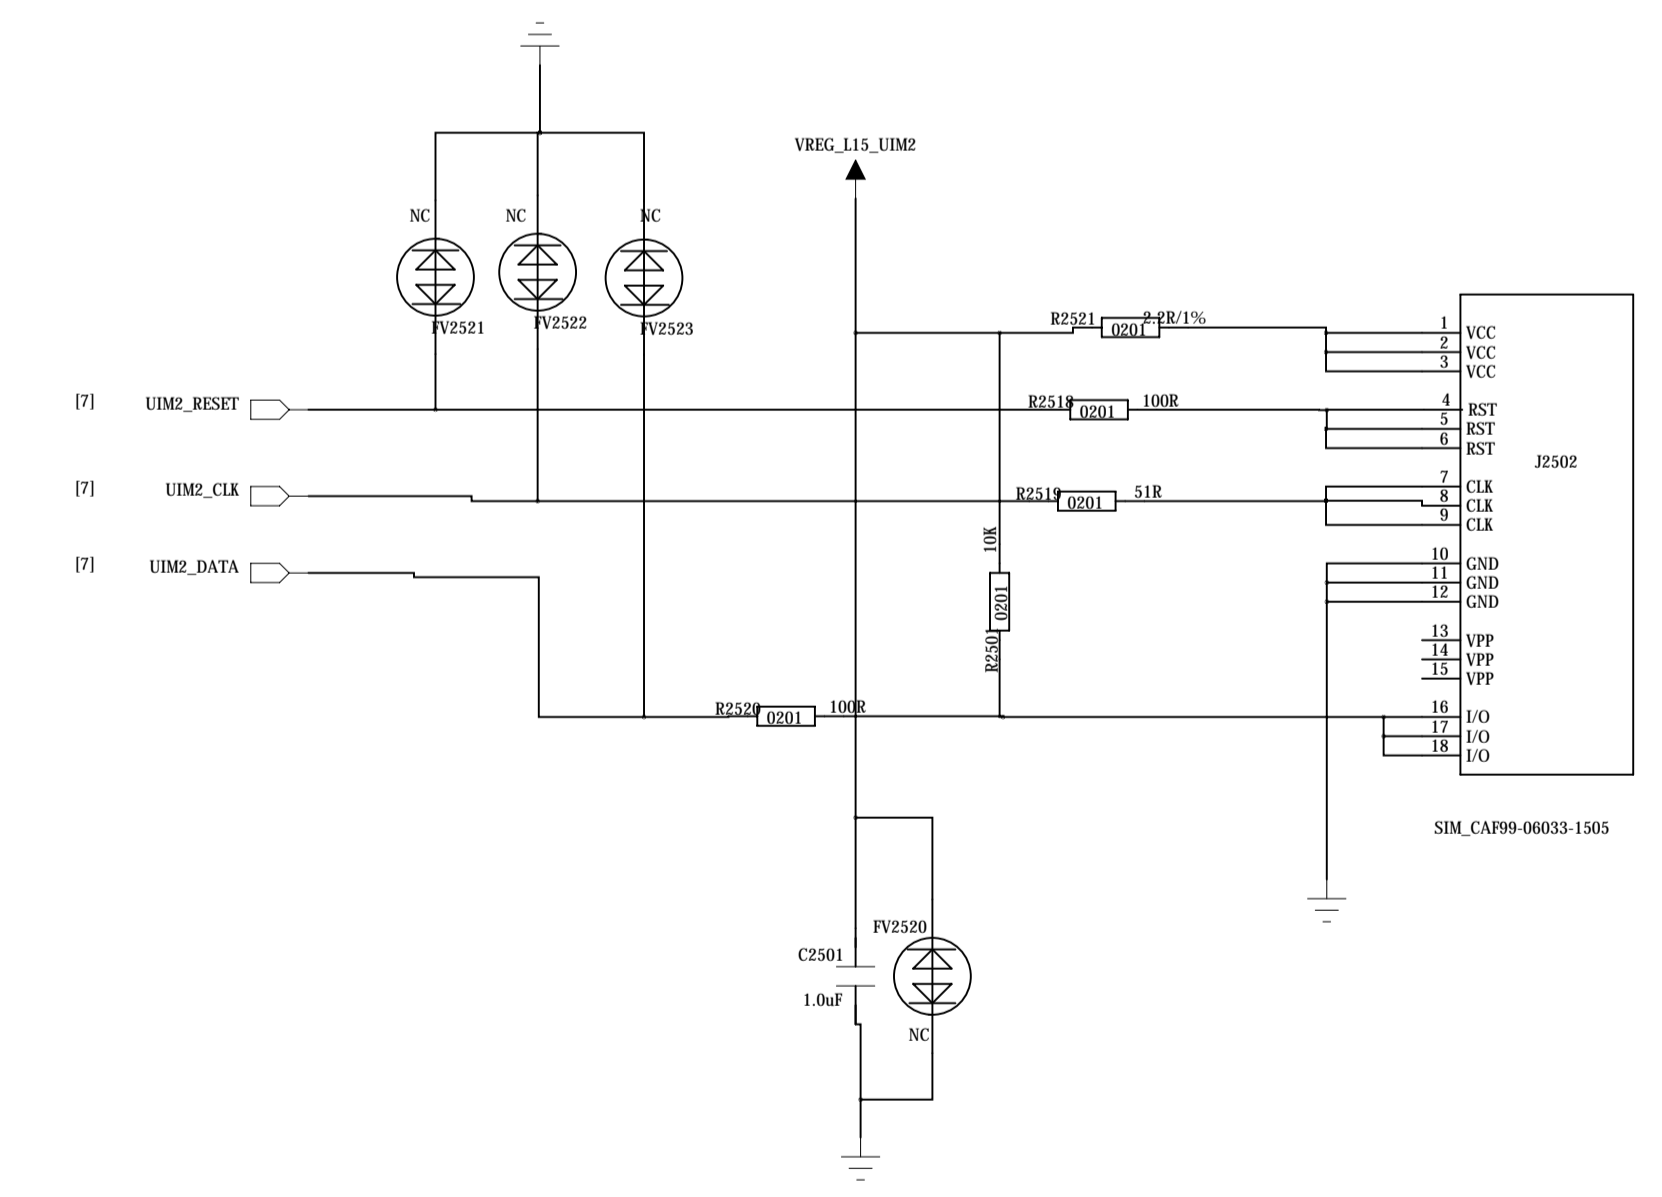 VREG_L15_UIM2
NC
NC
NC
FV2521
FV2522
FV2523
R2521
0201
2.2R/1%
1
VCC
2
VCC
3
VCC
[7]
UIM2_RESET
R2518
0201
100R
4
RST
5
RST
6
RST
J2502
[7]
UIM2_CLK
R2519
0201
51R
7
CLK
8
CLK
9
CLK
10K
0201
R2501
[7]
UIM2_DATA
10
GND
11
GND
12
GND
13
VPP
14
VPP
15
VPP
R2520
0201
100R
16
I/O
17
I/O
18
I/O
SIM_CAF99-06033-1505
FV2520
C2501
1.0uF
NC